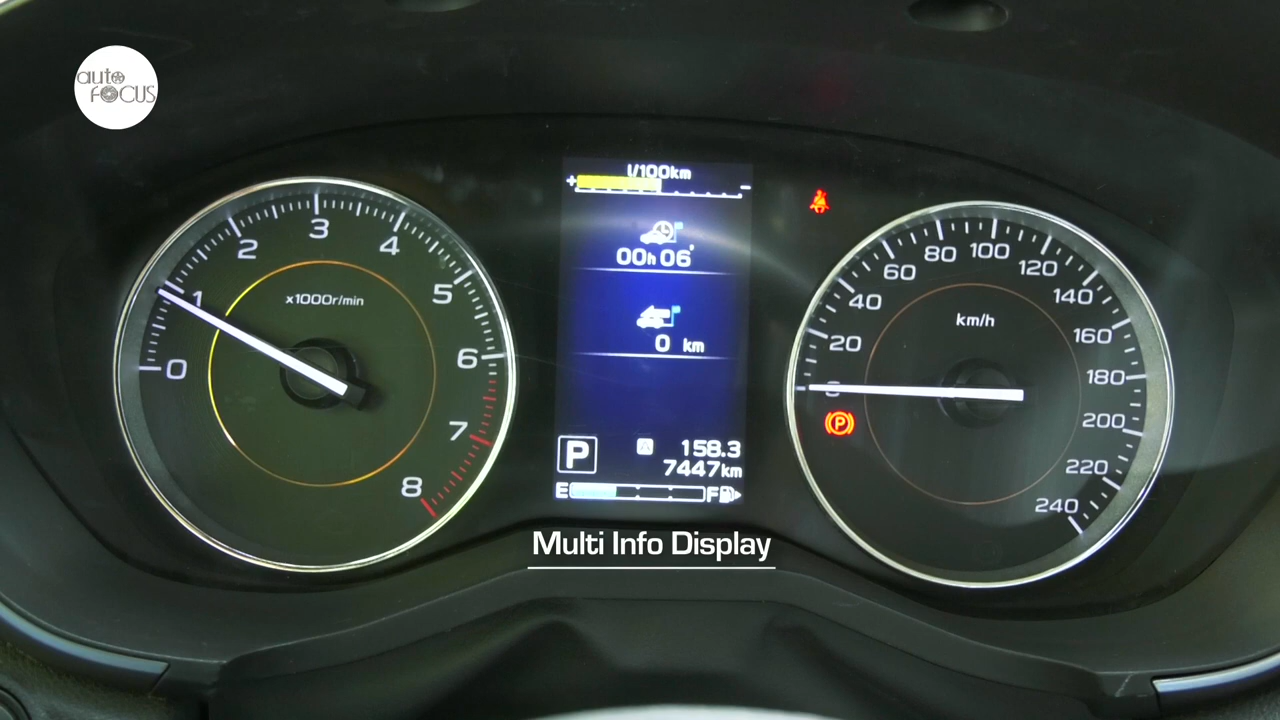 auto
FOCUS
l/100km
+ -
00h 06'
0 km
P
A 158.3
7447km
E F
0 1 2 3 4 5 6 7 8
x1000r/min
0 20 40 60 80 100 120 140 160 180 200 220 240
km/h
P
Multi Info Display